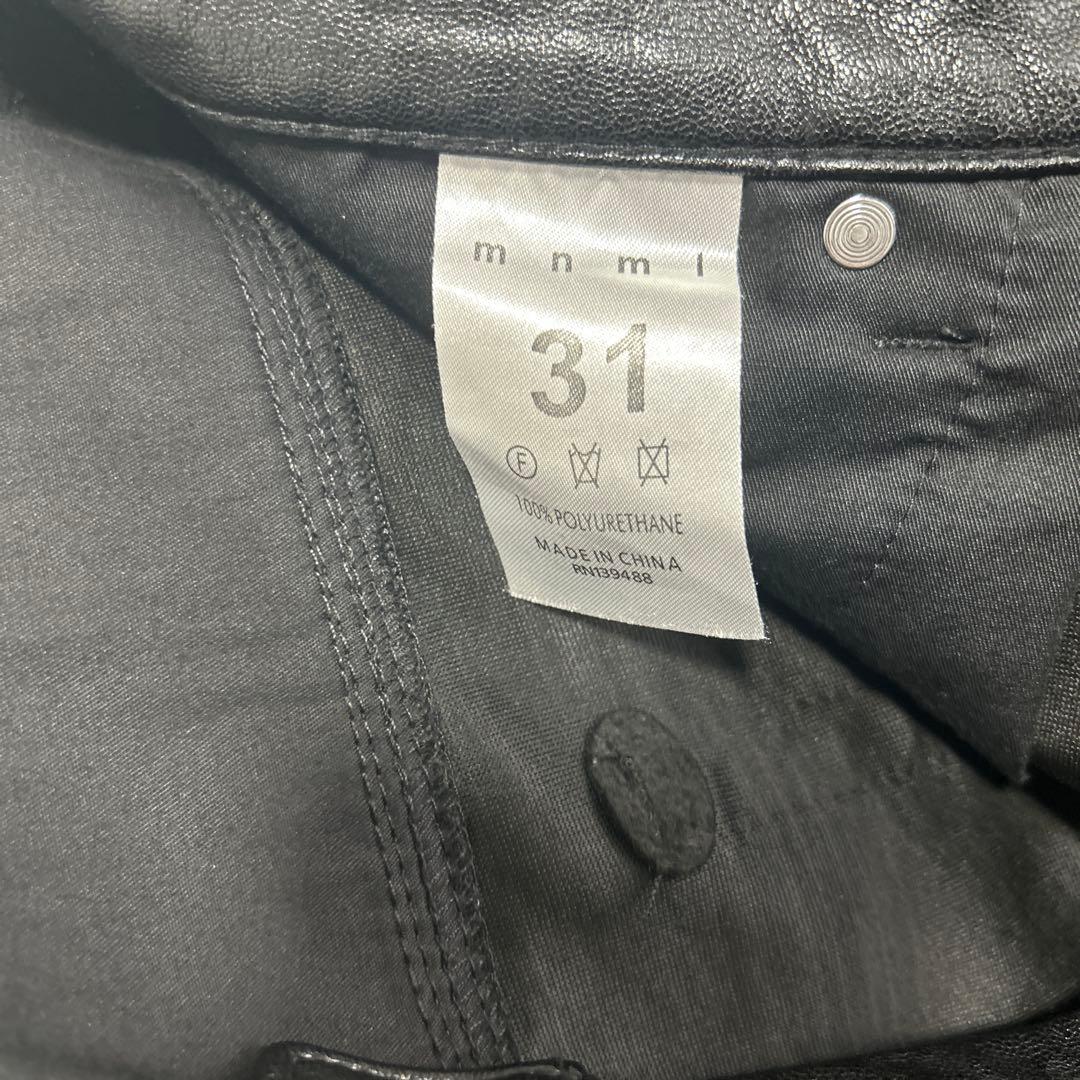 m n m l
31
F
100% POLYURETHANE
MADE IN CHINA
RN139488